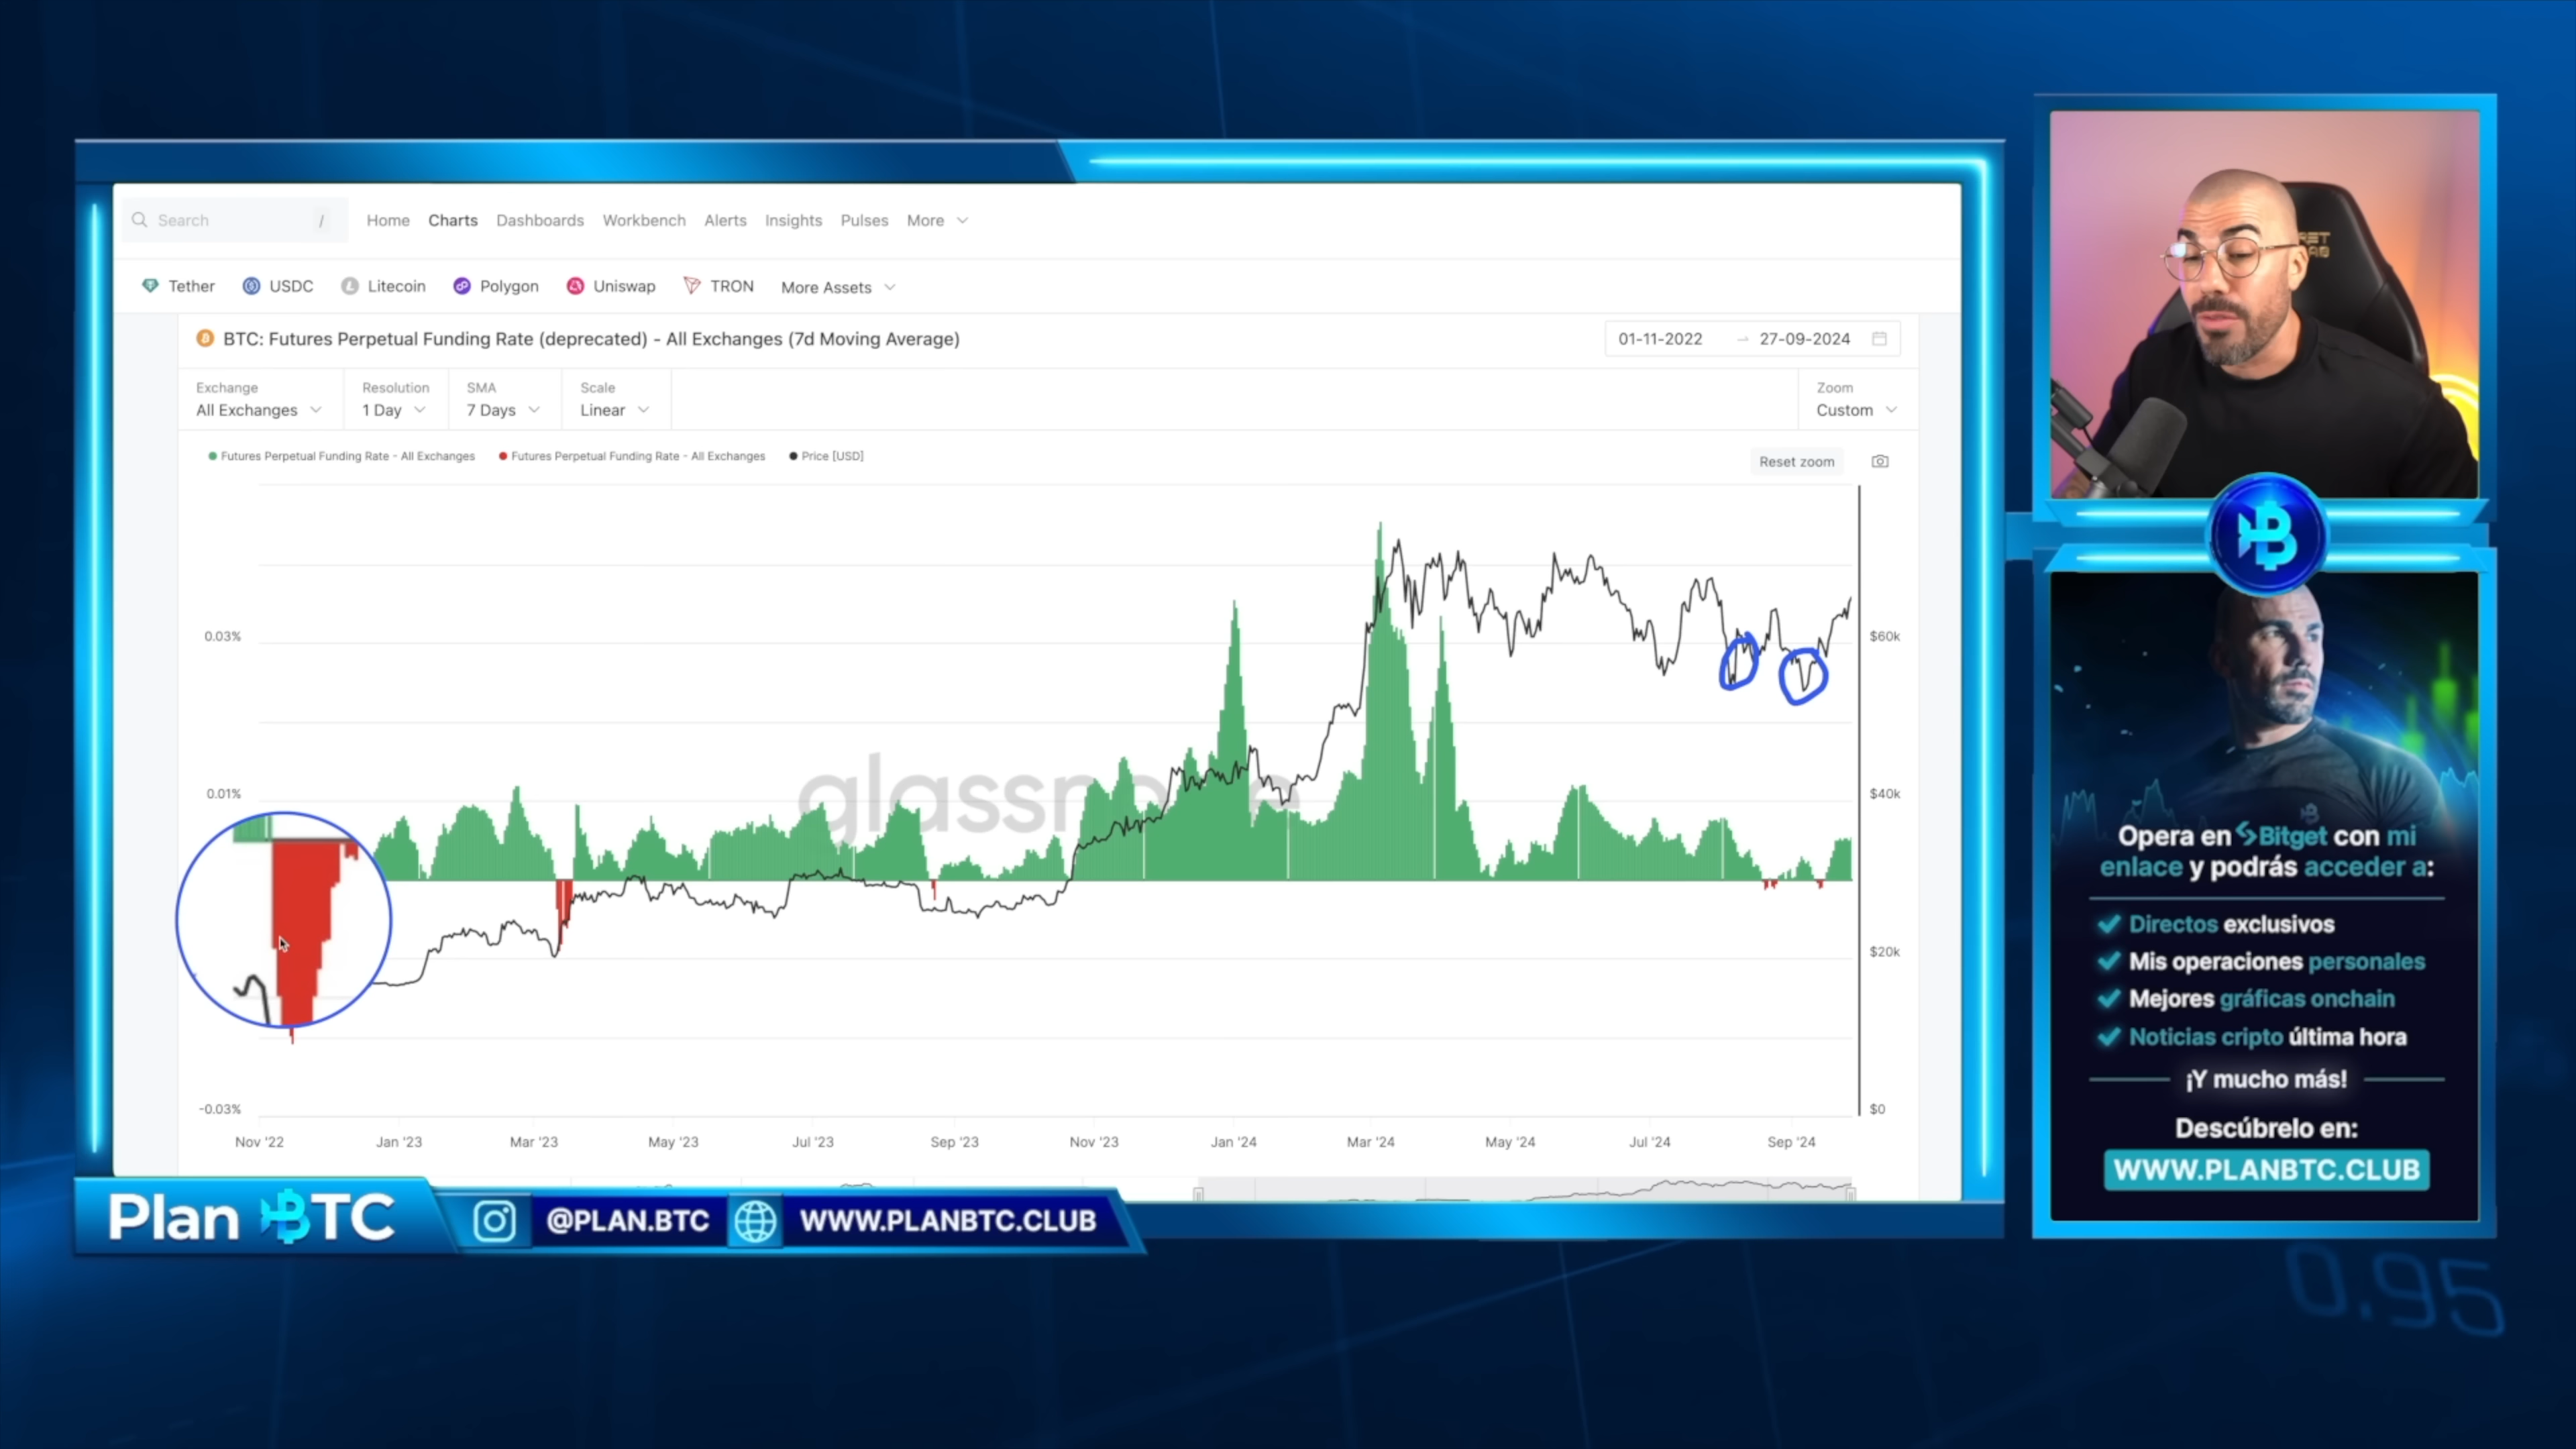 Search /
Home Charts Dashboards Workbench Alerts Insights Pulses More
Tether USDC Litecoin Polygon Uniswap TRON More Assets
BTC: Futures Perpetual Funding Rate (deprecated) - All Exchanges (7d Moving Average)
01-11-2022 → 27-09-2024
Exchange Resolution SMA Scale Zoom
All Exchanges 1 Day 7 Days Linear Custom
Futures Perpetual Funding Rate - All Exchanges Futures Perpetual Funding Rate - All Exchanges Price [USD]
Reset zoom
0.03% $60k
0.01% $40k
$20k
-0.03% $0
Nov '22 Jan '23 Mar '23 May '23 Jul '23 Sep '23 Nov '23 Jan '24 Mar '24 May '24 Jul '24 Sep '24
Plan BTC
@PLAN.BTC
WWW.PLANBTC.CLUB
Opera en Bitget con mi
enlace y podrás acceder a:
Directos exclusivos
Mis operaciones personales
Mejores gráficas onchain
Noticias cripto última hora
¡Y mucho más!
Descúbrelo en:
WWW.PLANBTC.CLUB
0.95